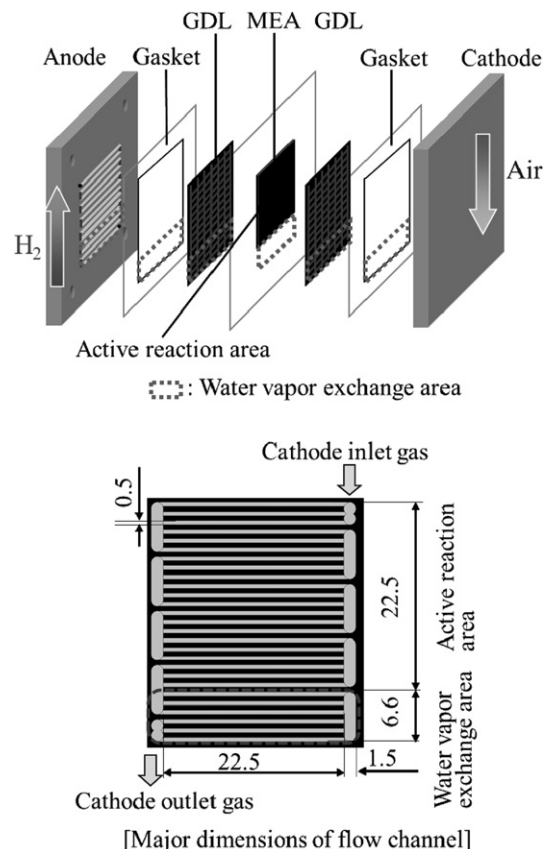 GDL MEA GDL
Anode Gasket Gasket Cathode
H2
Air
Active reaction area
: Water vapor exchange area
Cathode inlet gas
0.5
22.5
Active reaction
area
6.6
Water vapor
exchange area
22.5
1.5
Cathode outlet gas
[Major dimensions of flow channel]